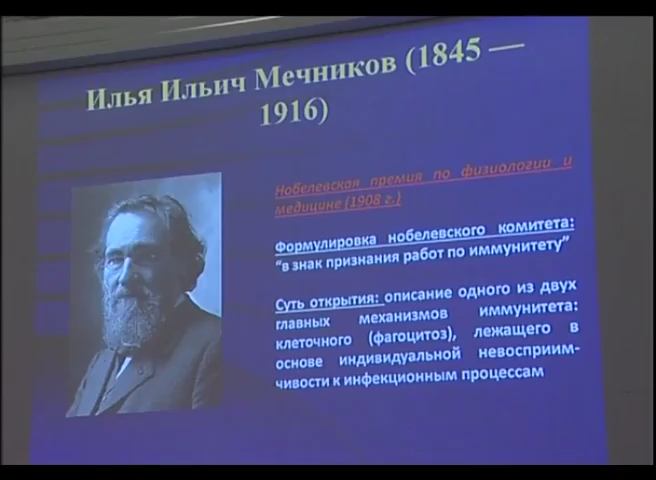 Илья Ильич Мечников (1845 —
1916)
Нобелевская премия по физиологии и
медицине (1908 г.)
Формулировка нобелевского комитета:
“в знак признания работ по иммунитету”
Суть открытия: описание одного из двух
главных механизмов иммунитета:
клеточного (фагоцитоз), лежащего в
основе индивидуальной невосприим-
чивости к инфекционным процессам